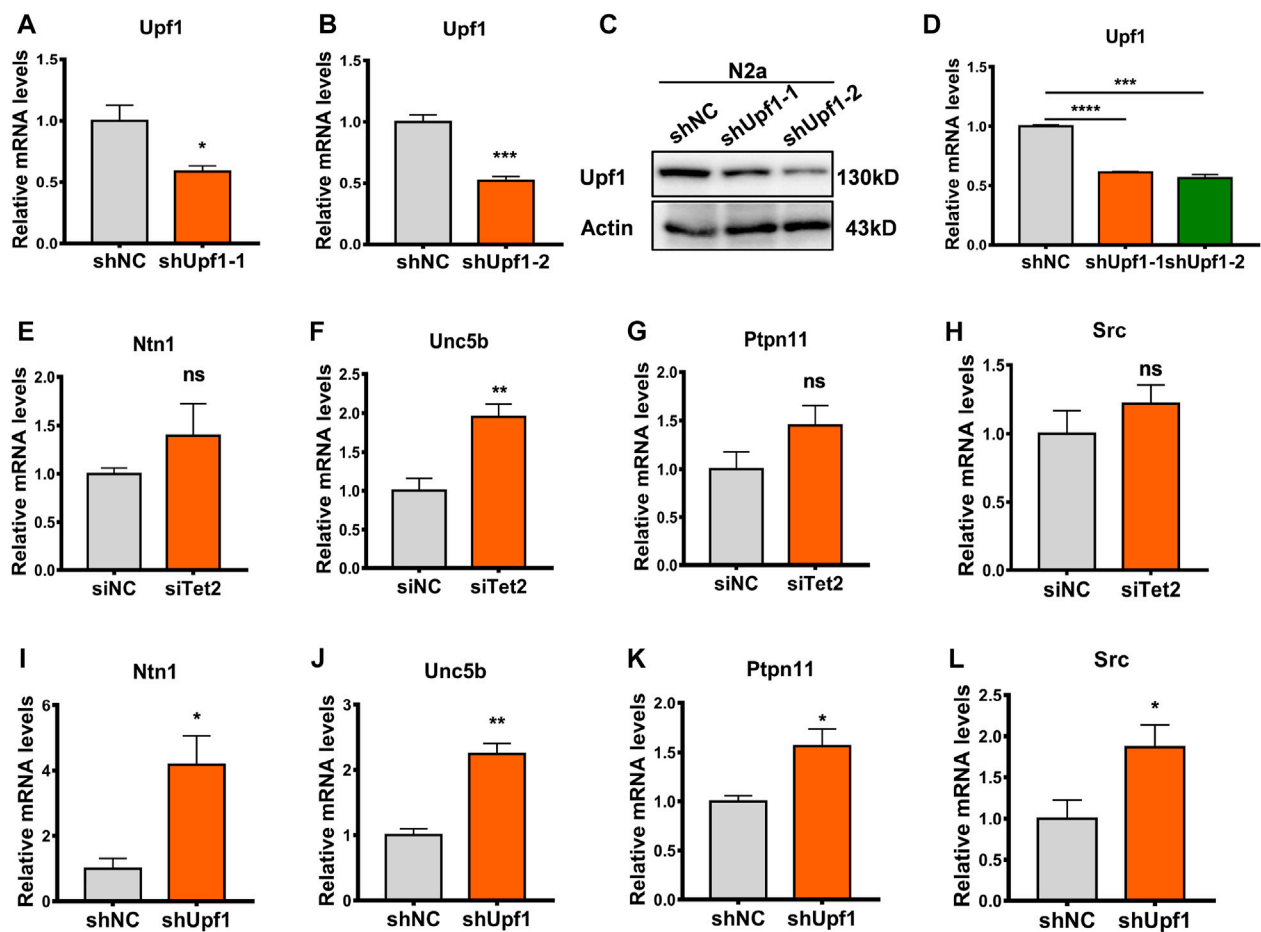 A
Upf1
Relative mRNA levels
1.5
1.0
0.5
0.0
*
shNC shUpf1-1
B
Upf1
Relative mRNA levels
1.5
1.0
0.5
0.0
***
shNC shUpf1-2
C
N2a
shNC shUpf1-1 shUpf1-2
Upf1 130kD
Actin 43kD
D
Upf1
Relative mRNA levels
1.5
1.0
0.5
0.0
***
****
shNC shUpf1-1shUpf1-2
E
Ntn1
Relative mRNA levels
2.0
1.5
1.0
0.5
0.0
ns
siNC siTet2
F
Unc5b
Relative mRNA levels
2.5
2.0
1.5
1.0
0.5
0.0
**
siNC siTet2
G
Ptpn11
Relative mRNA levels
2.0
1.5
1.0
0.5
0.0
ns
siNC siTet2
H
Src
Relative mRNA levels
1.5
1.0
0.5
0.0
ns
siNC siTet2
I
Ntn1
Relative mRNA levels
6
4
2
0
*
shNC shUpf1
J
Unc5b
Relative mRNA levels
3
2
1
0
**
shNC shUpf1
K
Ptpn11
Relative mRNA levels
2.0
1.5
1.0
0.5
0.0
*
shNC shUpf1
L
Src
Relative mRNA levels
2.5
2.0
1.5
1.0
0.5
0.0
*
shNC shUpf1